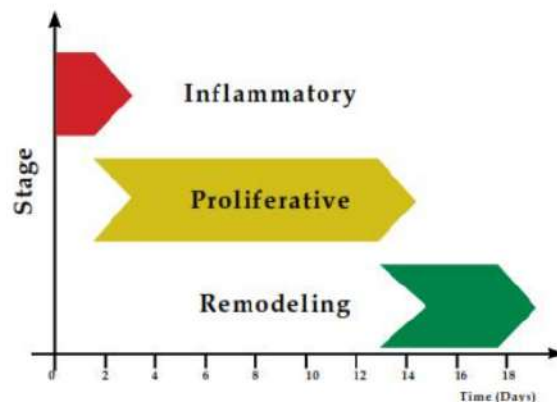 Inflammatory
Stage
Proliferative
Remodeling
0 2 4 6 8 10 12 14 16 18
Time (Days)